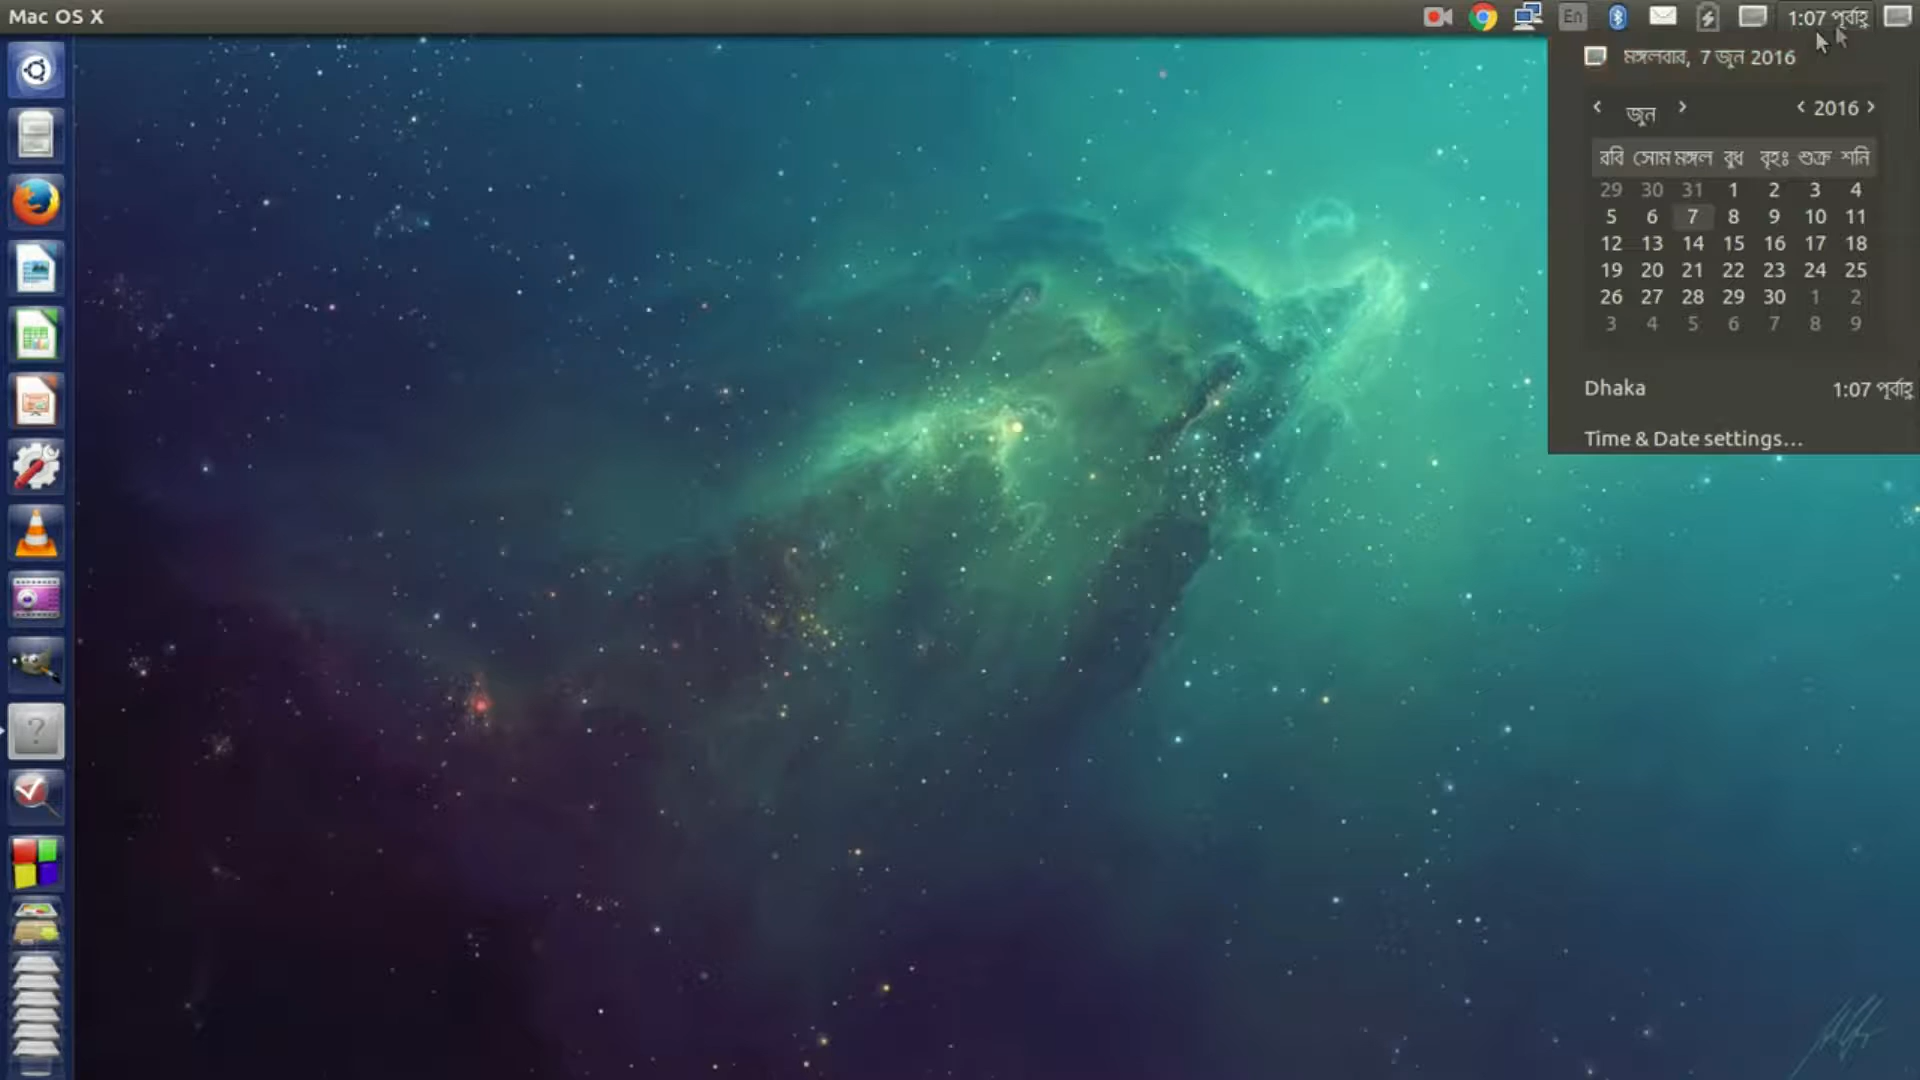 Mac OS X
En
1:07 পূর্বাহ্ণ
মঙ্গলবার, 7 জুন 2016
< জুন > < 2016 >
রবি সোম মঙ্গল বুধ বৃহঃ শুক্র শনি
29 30 31 1 2 3 4
5 6 7 8 9 10 11
12 13 14 15 16 17 18
19 20 21 22 23 24 25
26 27 28 29 30 1 2
3 4 5 6 7 8 9
Dhaka 1:07 পূর্বাহ্ণ
Time & Date settings...